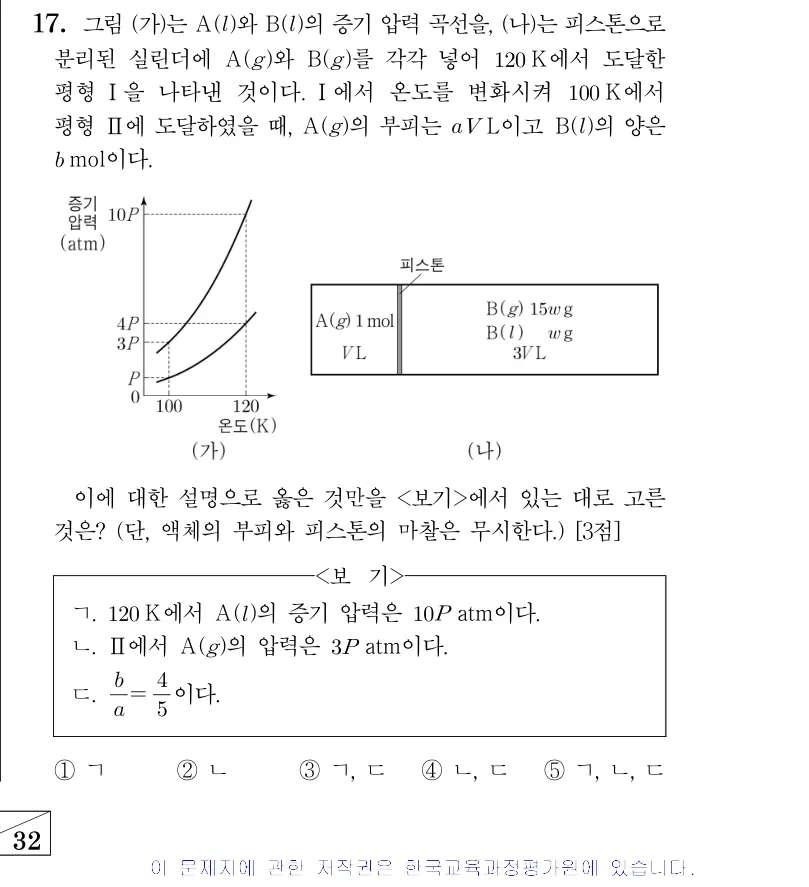 17. 그림 (가)는 A(l)와 B(l)의 증기 압력 곡선을, (나)는 피스톤으로
분리된 실린더에 A(g)와 B(g)를 각각 넣어 120 K에서 도달한
평형 Ⅰ을 나타낸 것이다. Ⅰ에서 온도를 변화시켜 100 K에서
평형 Ⅱ에 도달하였을 때, A(g)의 부피는 aV L이고 B(l)의 양은
b mol이다.
증기
압력
(atm)
10P
4P
3P
P
0
100
120
온도(K)
(가)
피스톤
A(g) 1 mol
V L
B(g) 15w g
B(l) w g
3V L
(나)
이에 대한 설명으로 옳은 것만을 <보기>에서 있는 대로 고른
것은? (단, 액체의 부피와 피스톤의 마찰은 무시한다.) [3점]
<보 기>
ㄱ. 120 K에서 A(l)의 증기 압력은 10P atm이다.
ㄴ. Ⅱ에서 A(g)의 압력은 3P atm이다.
ㄷ. b/a = 4/5 이다.
① ㄱ ② ㄴ ③ ㄱ, ㄷ ④ ㄴ, ㄷ ⑤ ㄱ, ㄴ, ㄷ
32
이 문제지에 관한 저작권은 한국교육과정평가원에 있습니다.